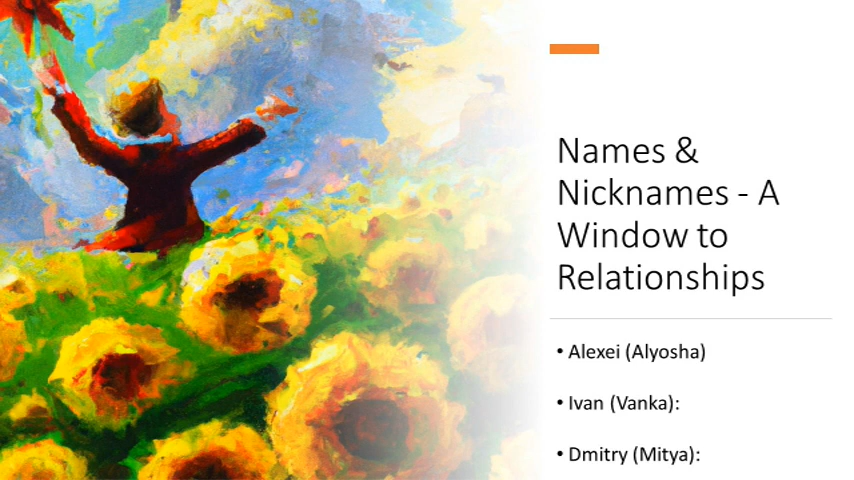 Names &
Nicknames - A
Window to
Relationships
• Alexei (Alyosha)
• Ivan (Vanka):
• Dmitry (Mitya):